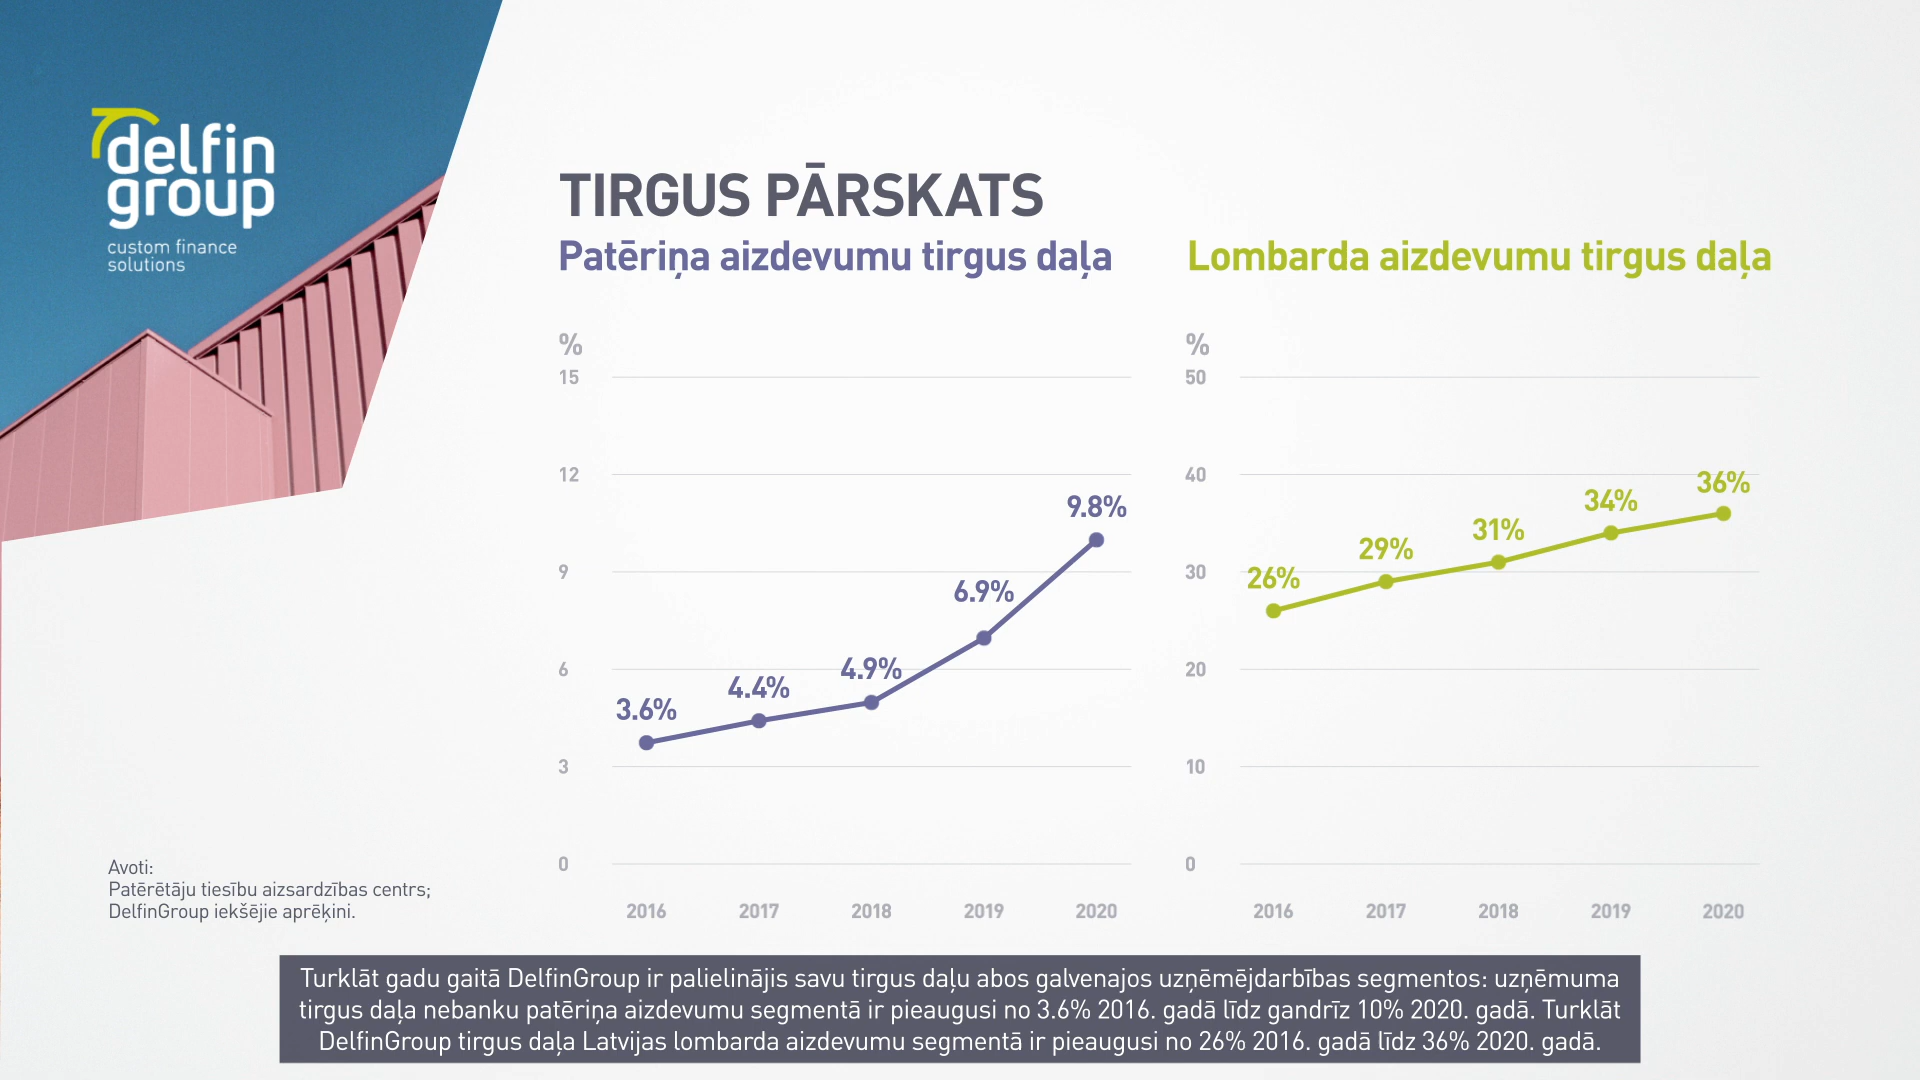 delfin
group
custom finance
solutions
TIRGUS PĀRSKATS
Patēriņa aizdevumu tirgus daļa
%
15
12
9
6
3
0
3.6%
4.4%
4.9%
6.9%
9.8%
2016 2017 2018 2019 2020
Lombarda aizdevumu tirgus daļa
%
50
40
30
20
10
0
26%
29%
31%
34%
36%
2016 2017 2018 2019 2020
Avoti:
Patērētāju tiesību aizsardzības centrs;
DelfinGroup iekšējie aprēķini.
Turklāt gadu gaitā DelfinGroup ir palielinājis savu tirgus daļu abos galvenajos uzņēmējdarbības segmentos: uzņēmuma
tirgus daļa nebanku patēriņa aizdevumu segmentā ir pieaugusi no 3.6% 2016. gadā līdz gandrīz 10% 2020. gadā. Turklāt
DelfinGroup tirgus daļa Latvijas lombarda aizdevumu segmentā ir pieaugusi no 26% 2016. gadā līdz 36% 2020. gadā.